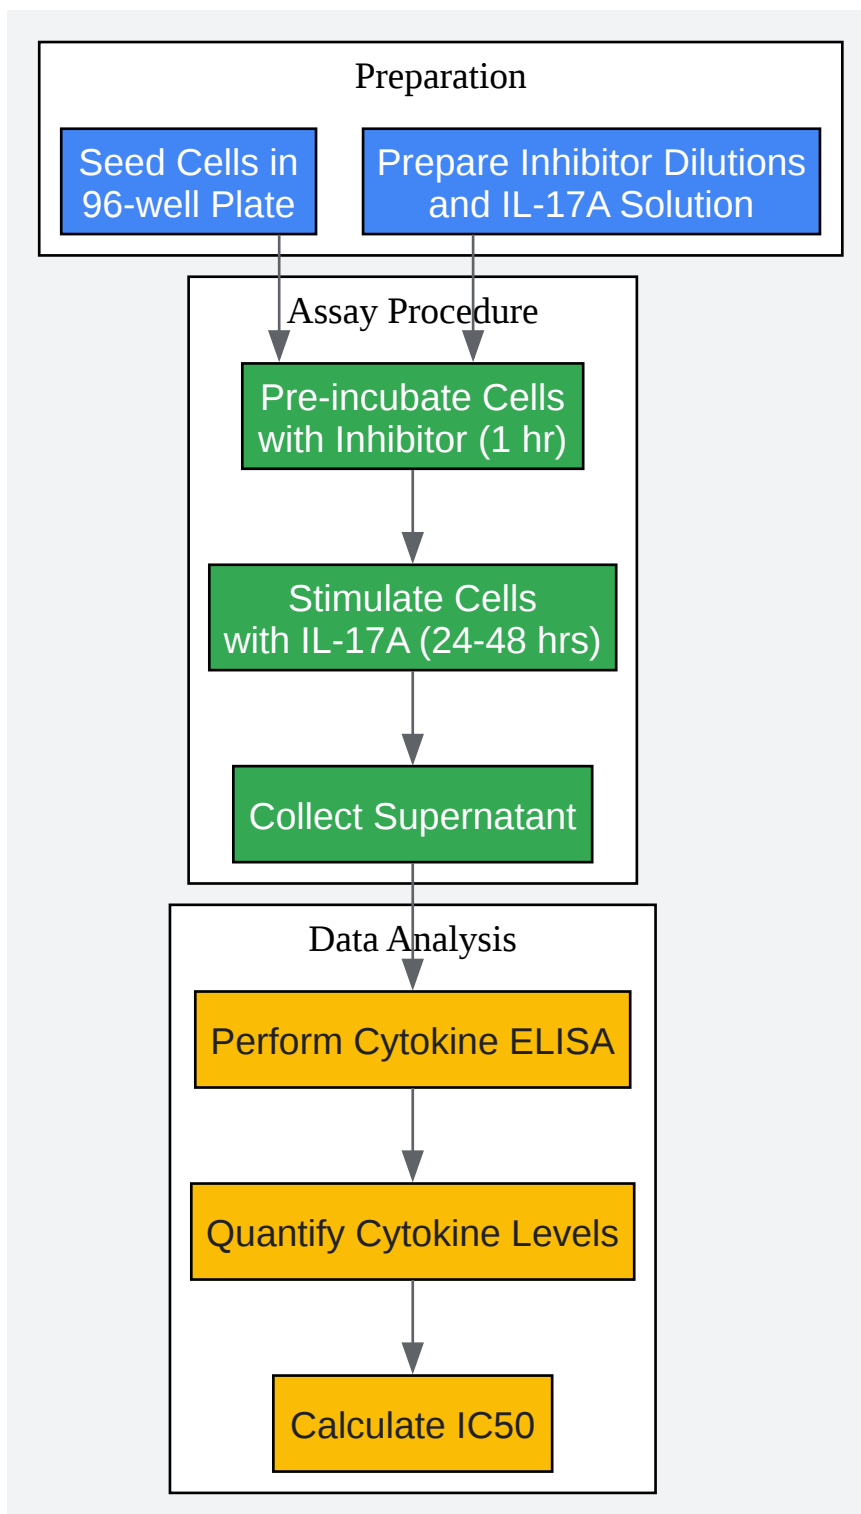 Preparation
Seed Cells in
96-well Plate
Prepare Inhibitor Dilutions
and IL-17A Solution
Assay Procedure
Pre-incubate Cells
with Inhibitor (1 hr)
Stimulate Cells
with IL-17A (24-48 hrs)
Collect Supernatant
Data Analysis
Perform Cytokine ELISA
Quantify Cytokine Levels
Calculate IC50